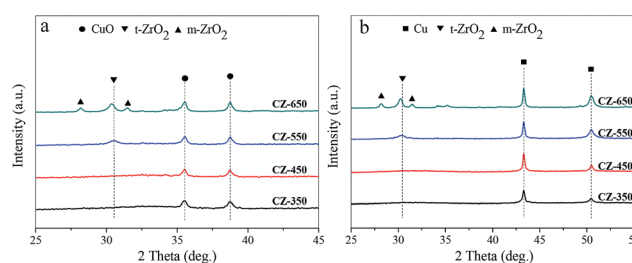 a
● CuO ▼ t-ZrO₂ ▲ m-ZrO₂
CZ-650
CZ-550
CZ-450
CZ-350
Intensity (a.u.)
25 30 35 40 45
2 Theta (deg.)
b
■ Cu ▼ t-ZrO₂ ▲ m-ZrO₂
CZ-650
CZ-550
CZ-450
CZ-350
Intensity (a.u.)
25 30 35 40 45 50 55
2 Theta (deg.)